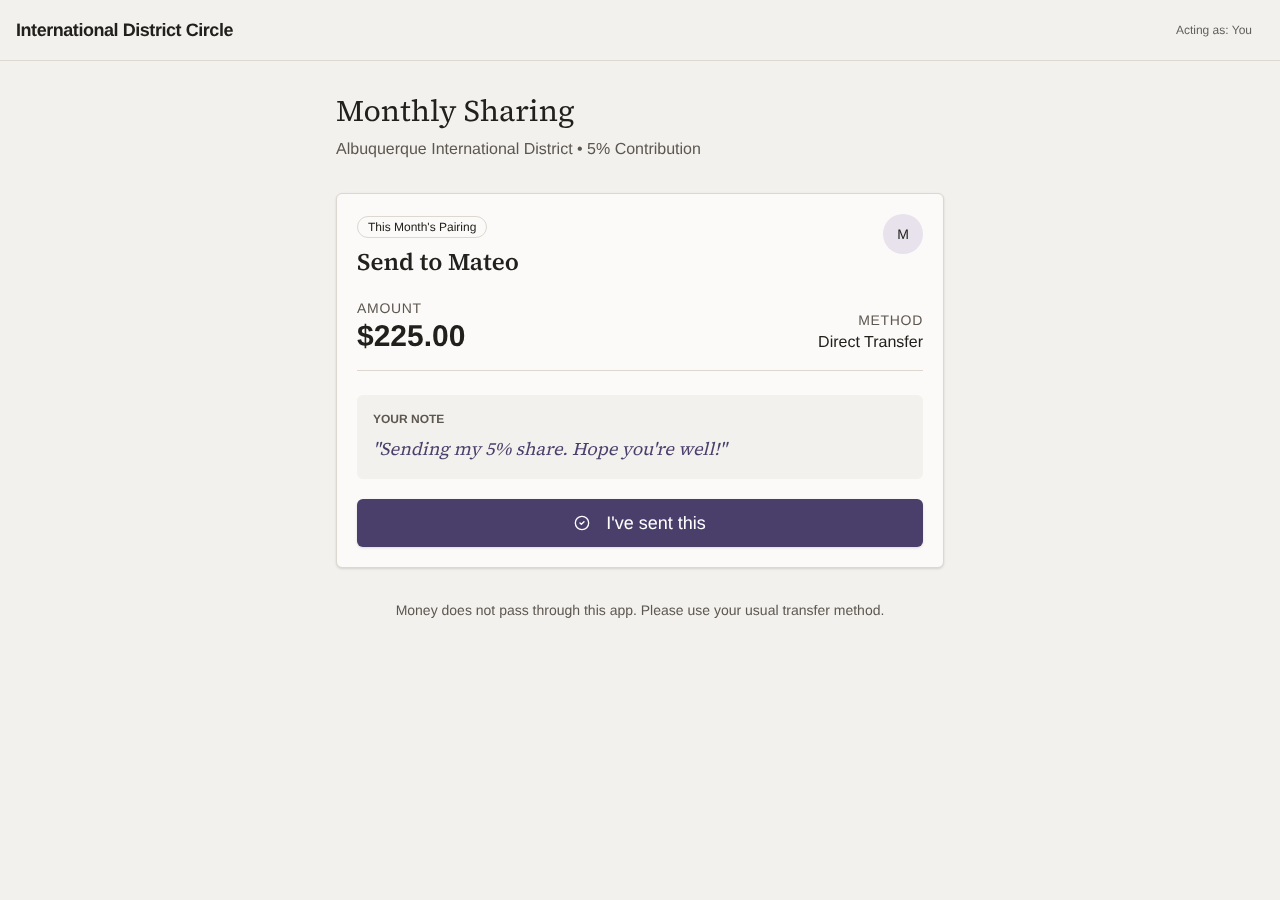 International District Circle
Acting as: You
Monthly Sharing
Albuquerque International District • 5% Contribution
This Month's Pairing
M
Send to Mateo
AMOUNT
$225.00
METHOD
Direct Transfer
YOUR NOTE
"Sending my 5% share. Hope you're well!"
I've sent this
Money does not pass through this app. Please use your usual transfer method.